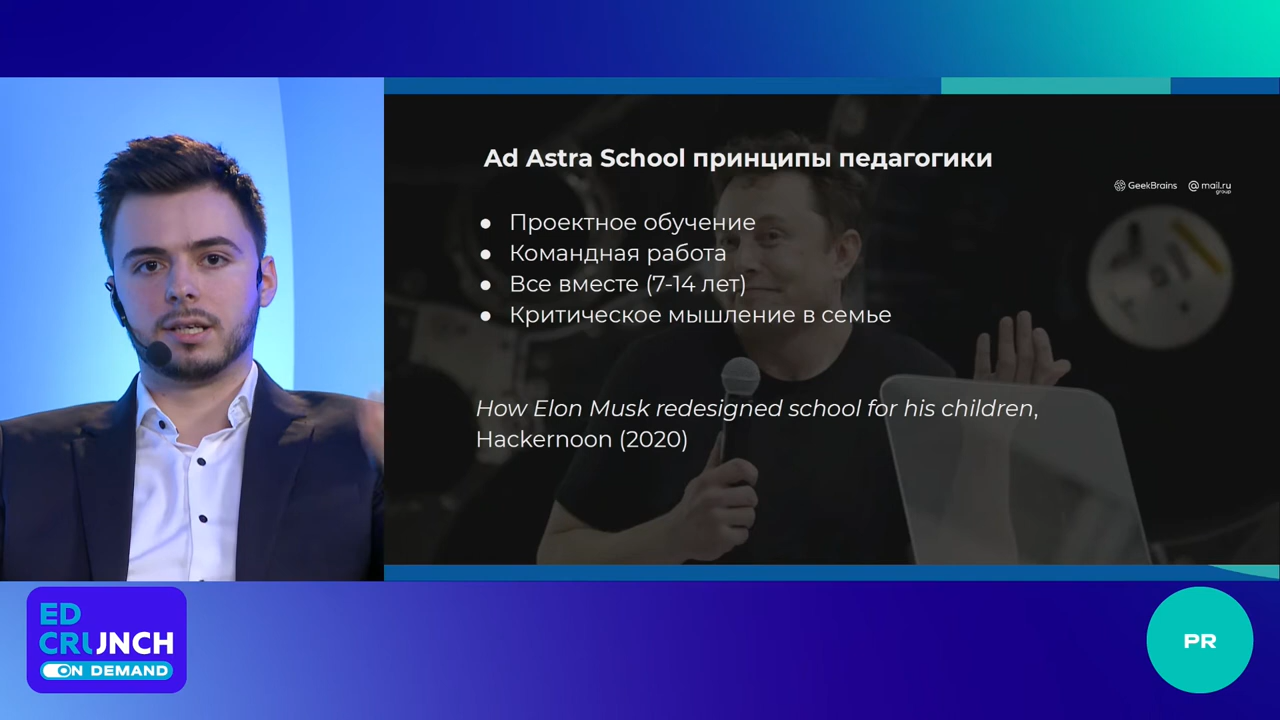 Ad Astra School принципы педагогики
GeekBrains @mail.ru group
● Проектное обучение
● Командная работа
● Все вместе (7-14 лет)
● Критическое мышление в семье
How Elon Musk redesigned school for his children,
Hackernoon (2020)
ED
CRUNCH
ON DEMAND
PR